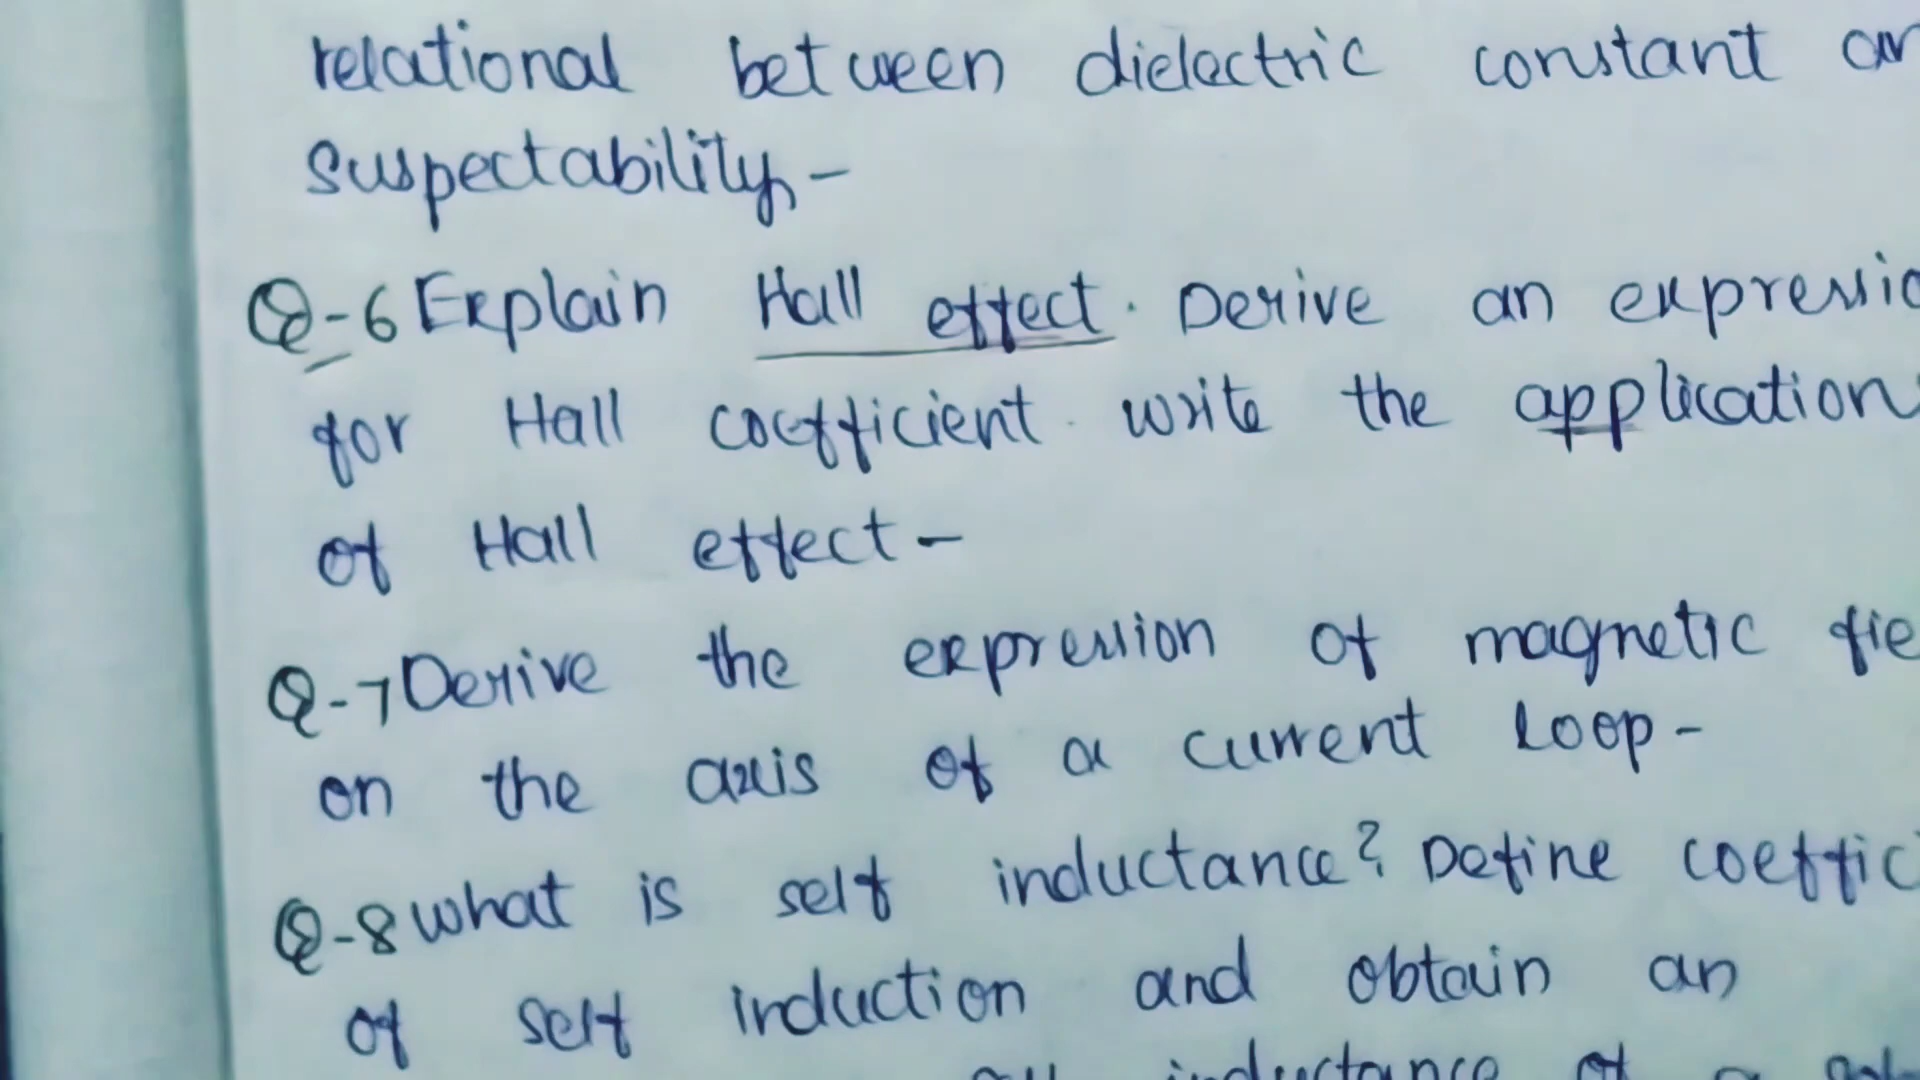 relational between dielectric constant an
suspectability-
Q-6 Explain Hall effect. Derive an expressio
for Hall coefficient. write the application
of Hall effect-
Q-7 Derive the expression of magnetic fie
on the axis of a current loop-
Q-8 what is self inductance? Define coeffic
of self induction and obtain an
inductance of a